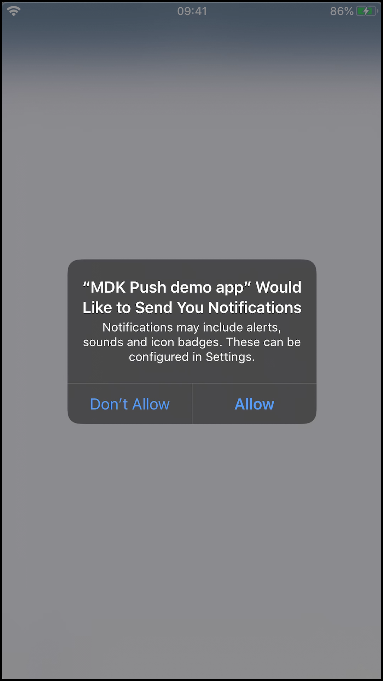 09:41
86%
“MDK Push demo app” Would
Like to Send You Notifications
Notifications may include alerts,
sounds and icon badges. These can be
configured in Settings.
Don’t Allow
Allow